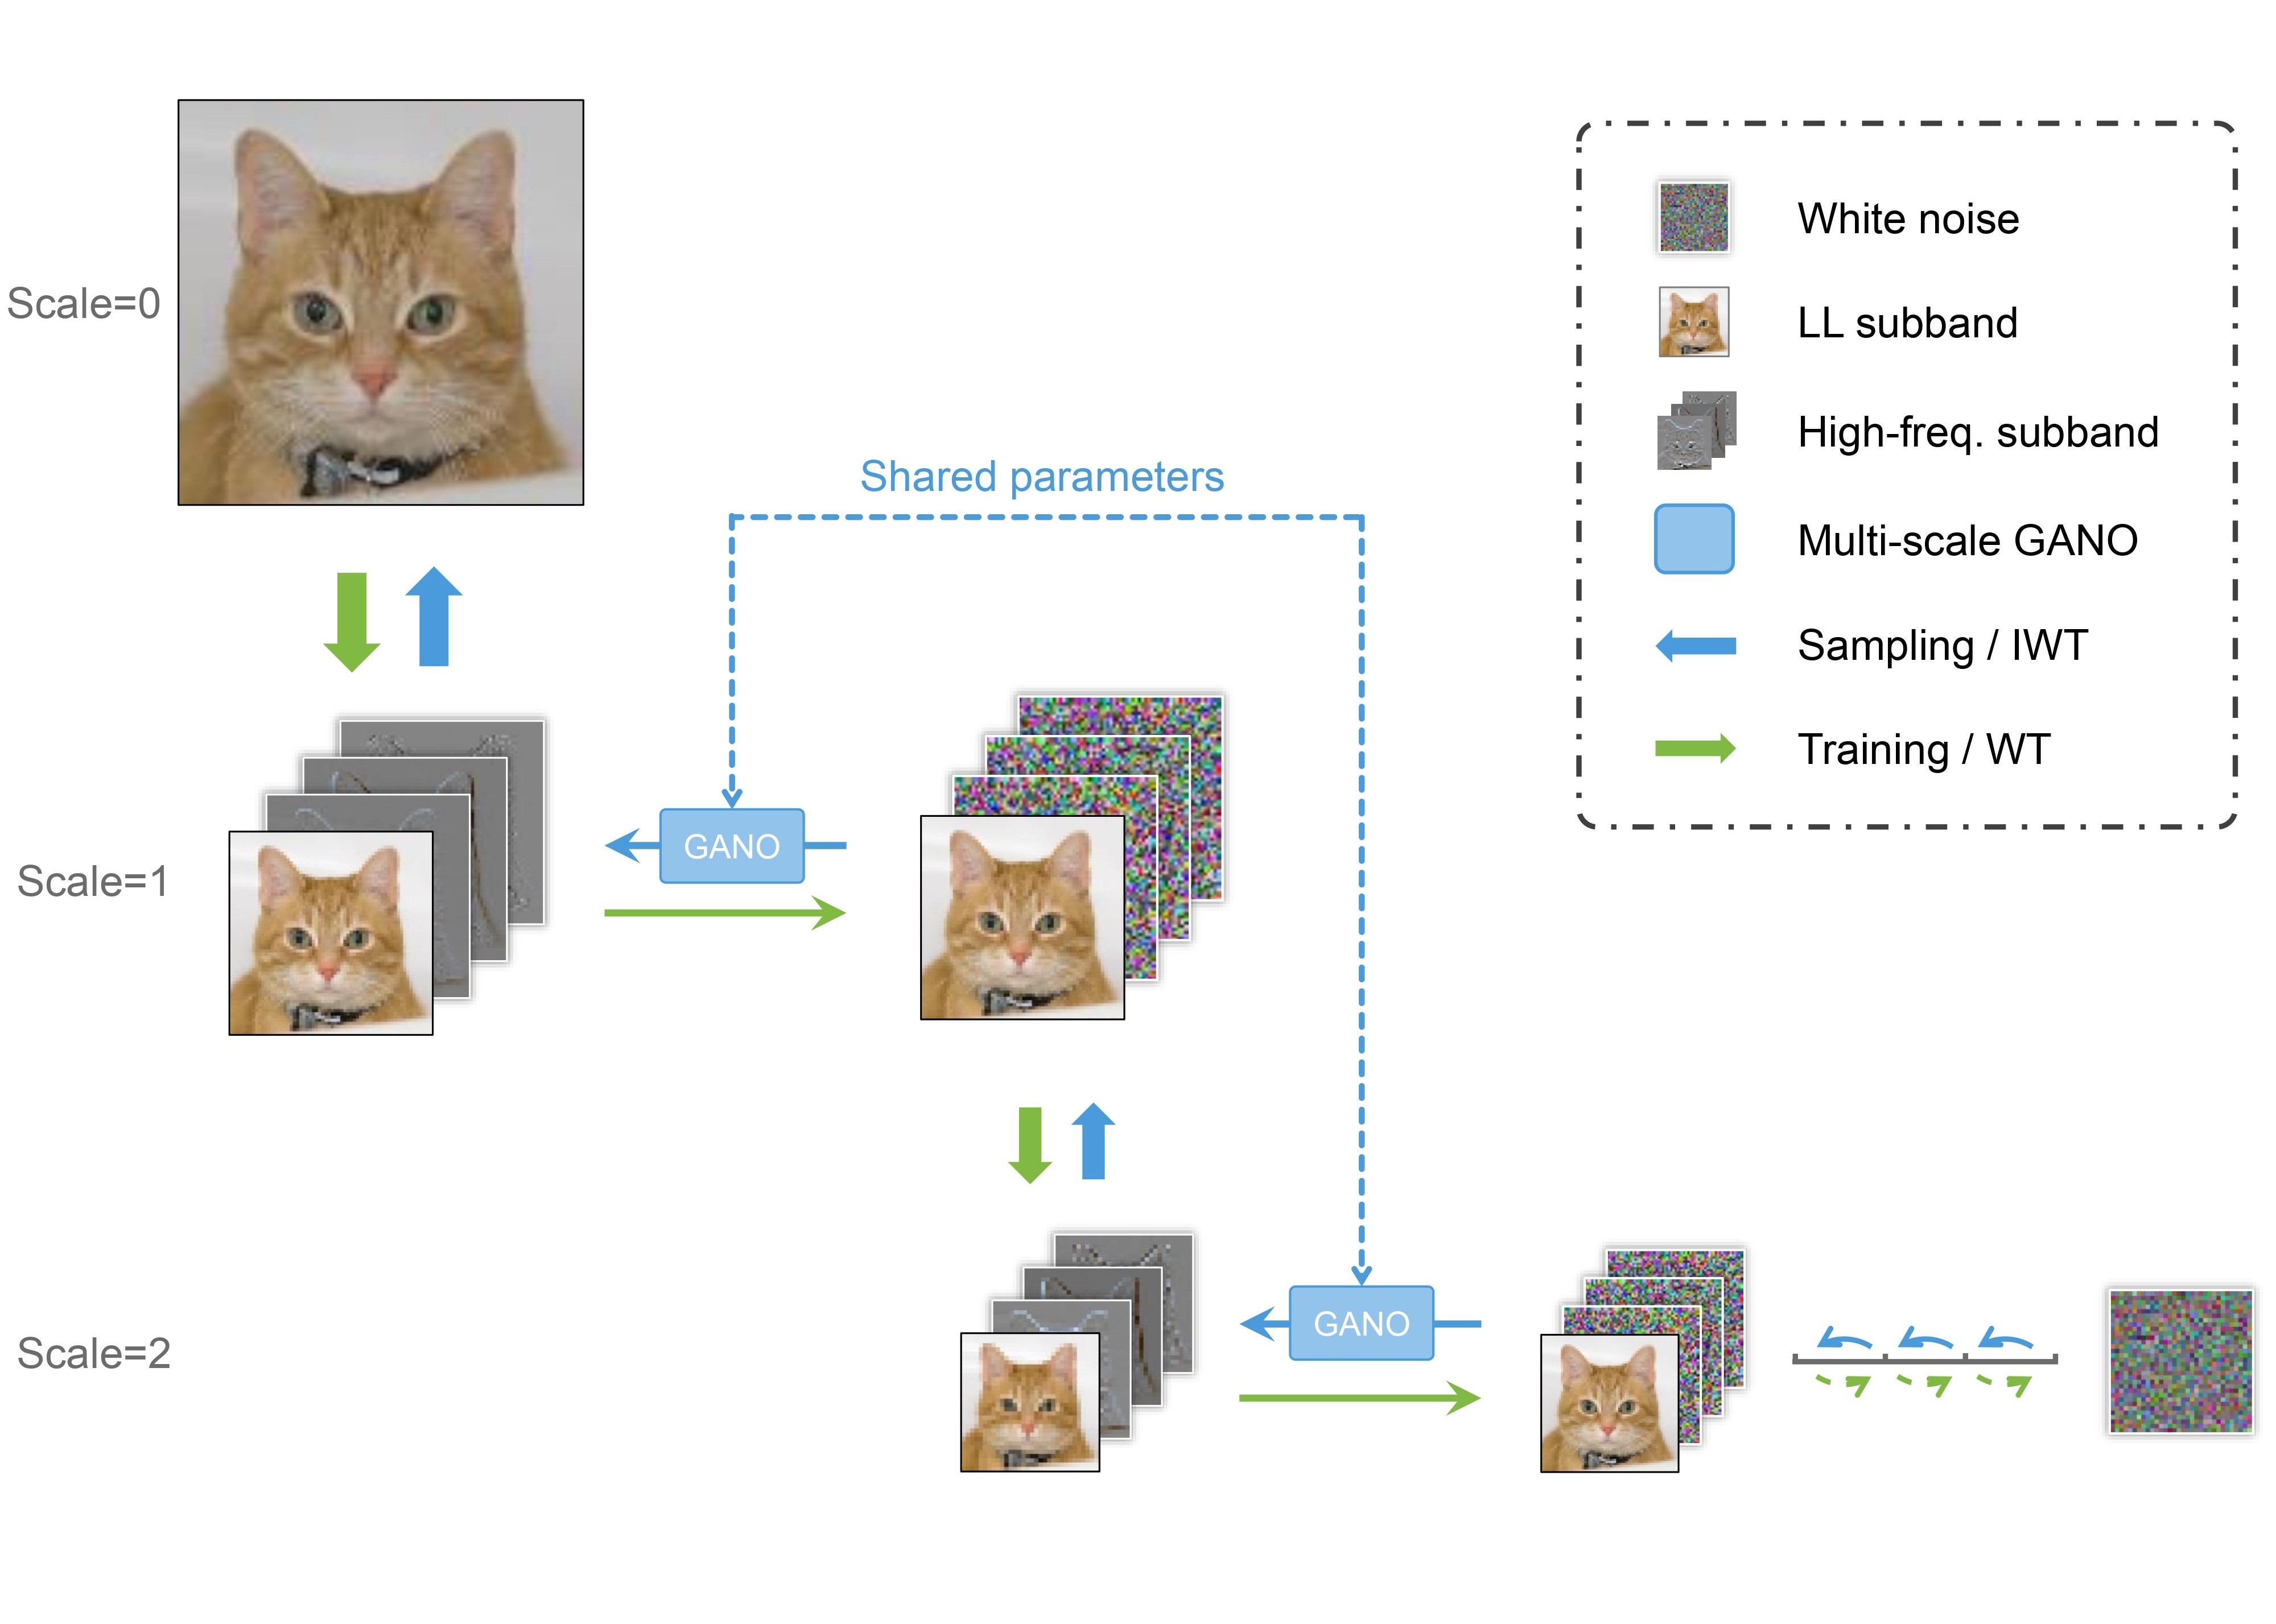 Scale=0
White noise
LL subband
High-freq. subband
Multi-scale GANO
Sampling / IWT
Training / WT
Shared parameters
Scale=1
GANO
Scale=2
GANO